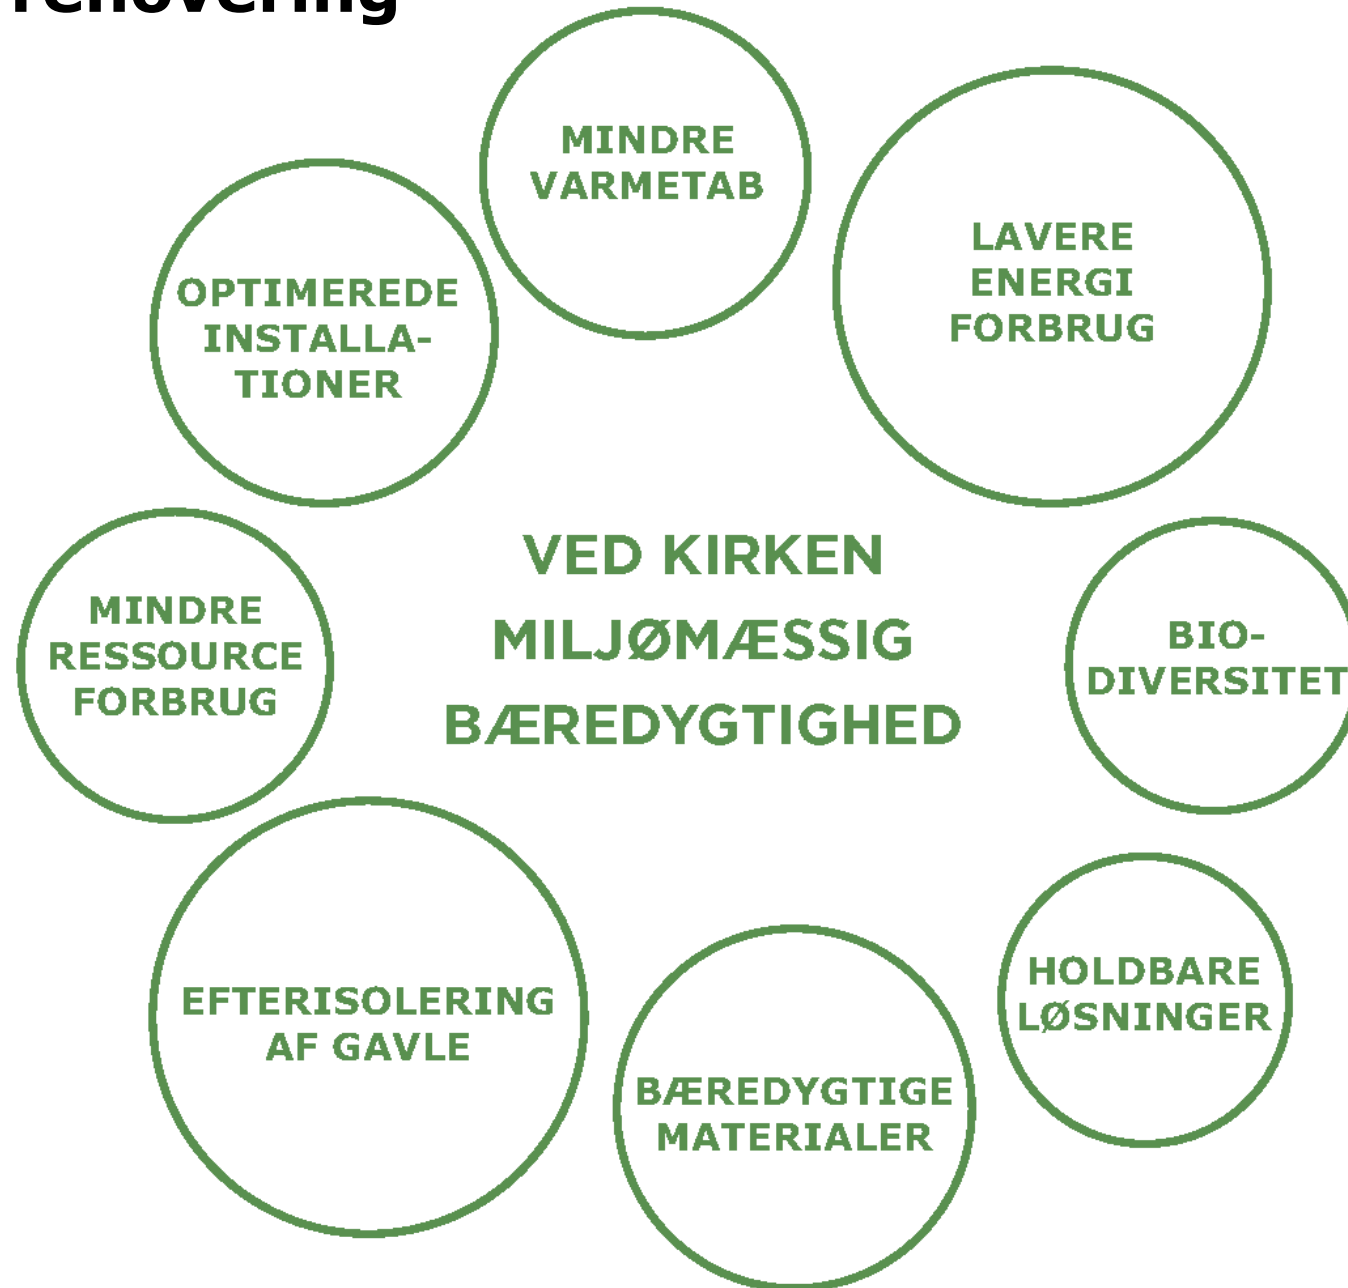 renovering
MINDRE
VARMETAB
LAVERE
ENERGI
FORBRUG
OPTIMEREDE
INSTALLA-
TIONER
VED KIRKEN
MILJØMÆSSIG
BÆREDYGTIGHED
MINDRE
RESSOURCE
FORBRUG
BIO-
DIVERSITET
EFTERISOLERING
AF GAVLE
HOLDBARE
LØSNINGER
BÆREDYGTIGE
MATERIALER